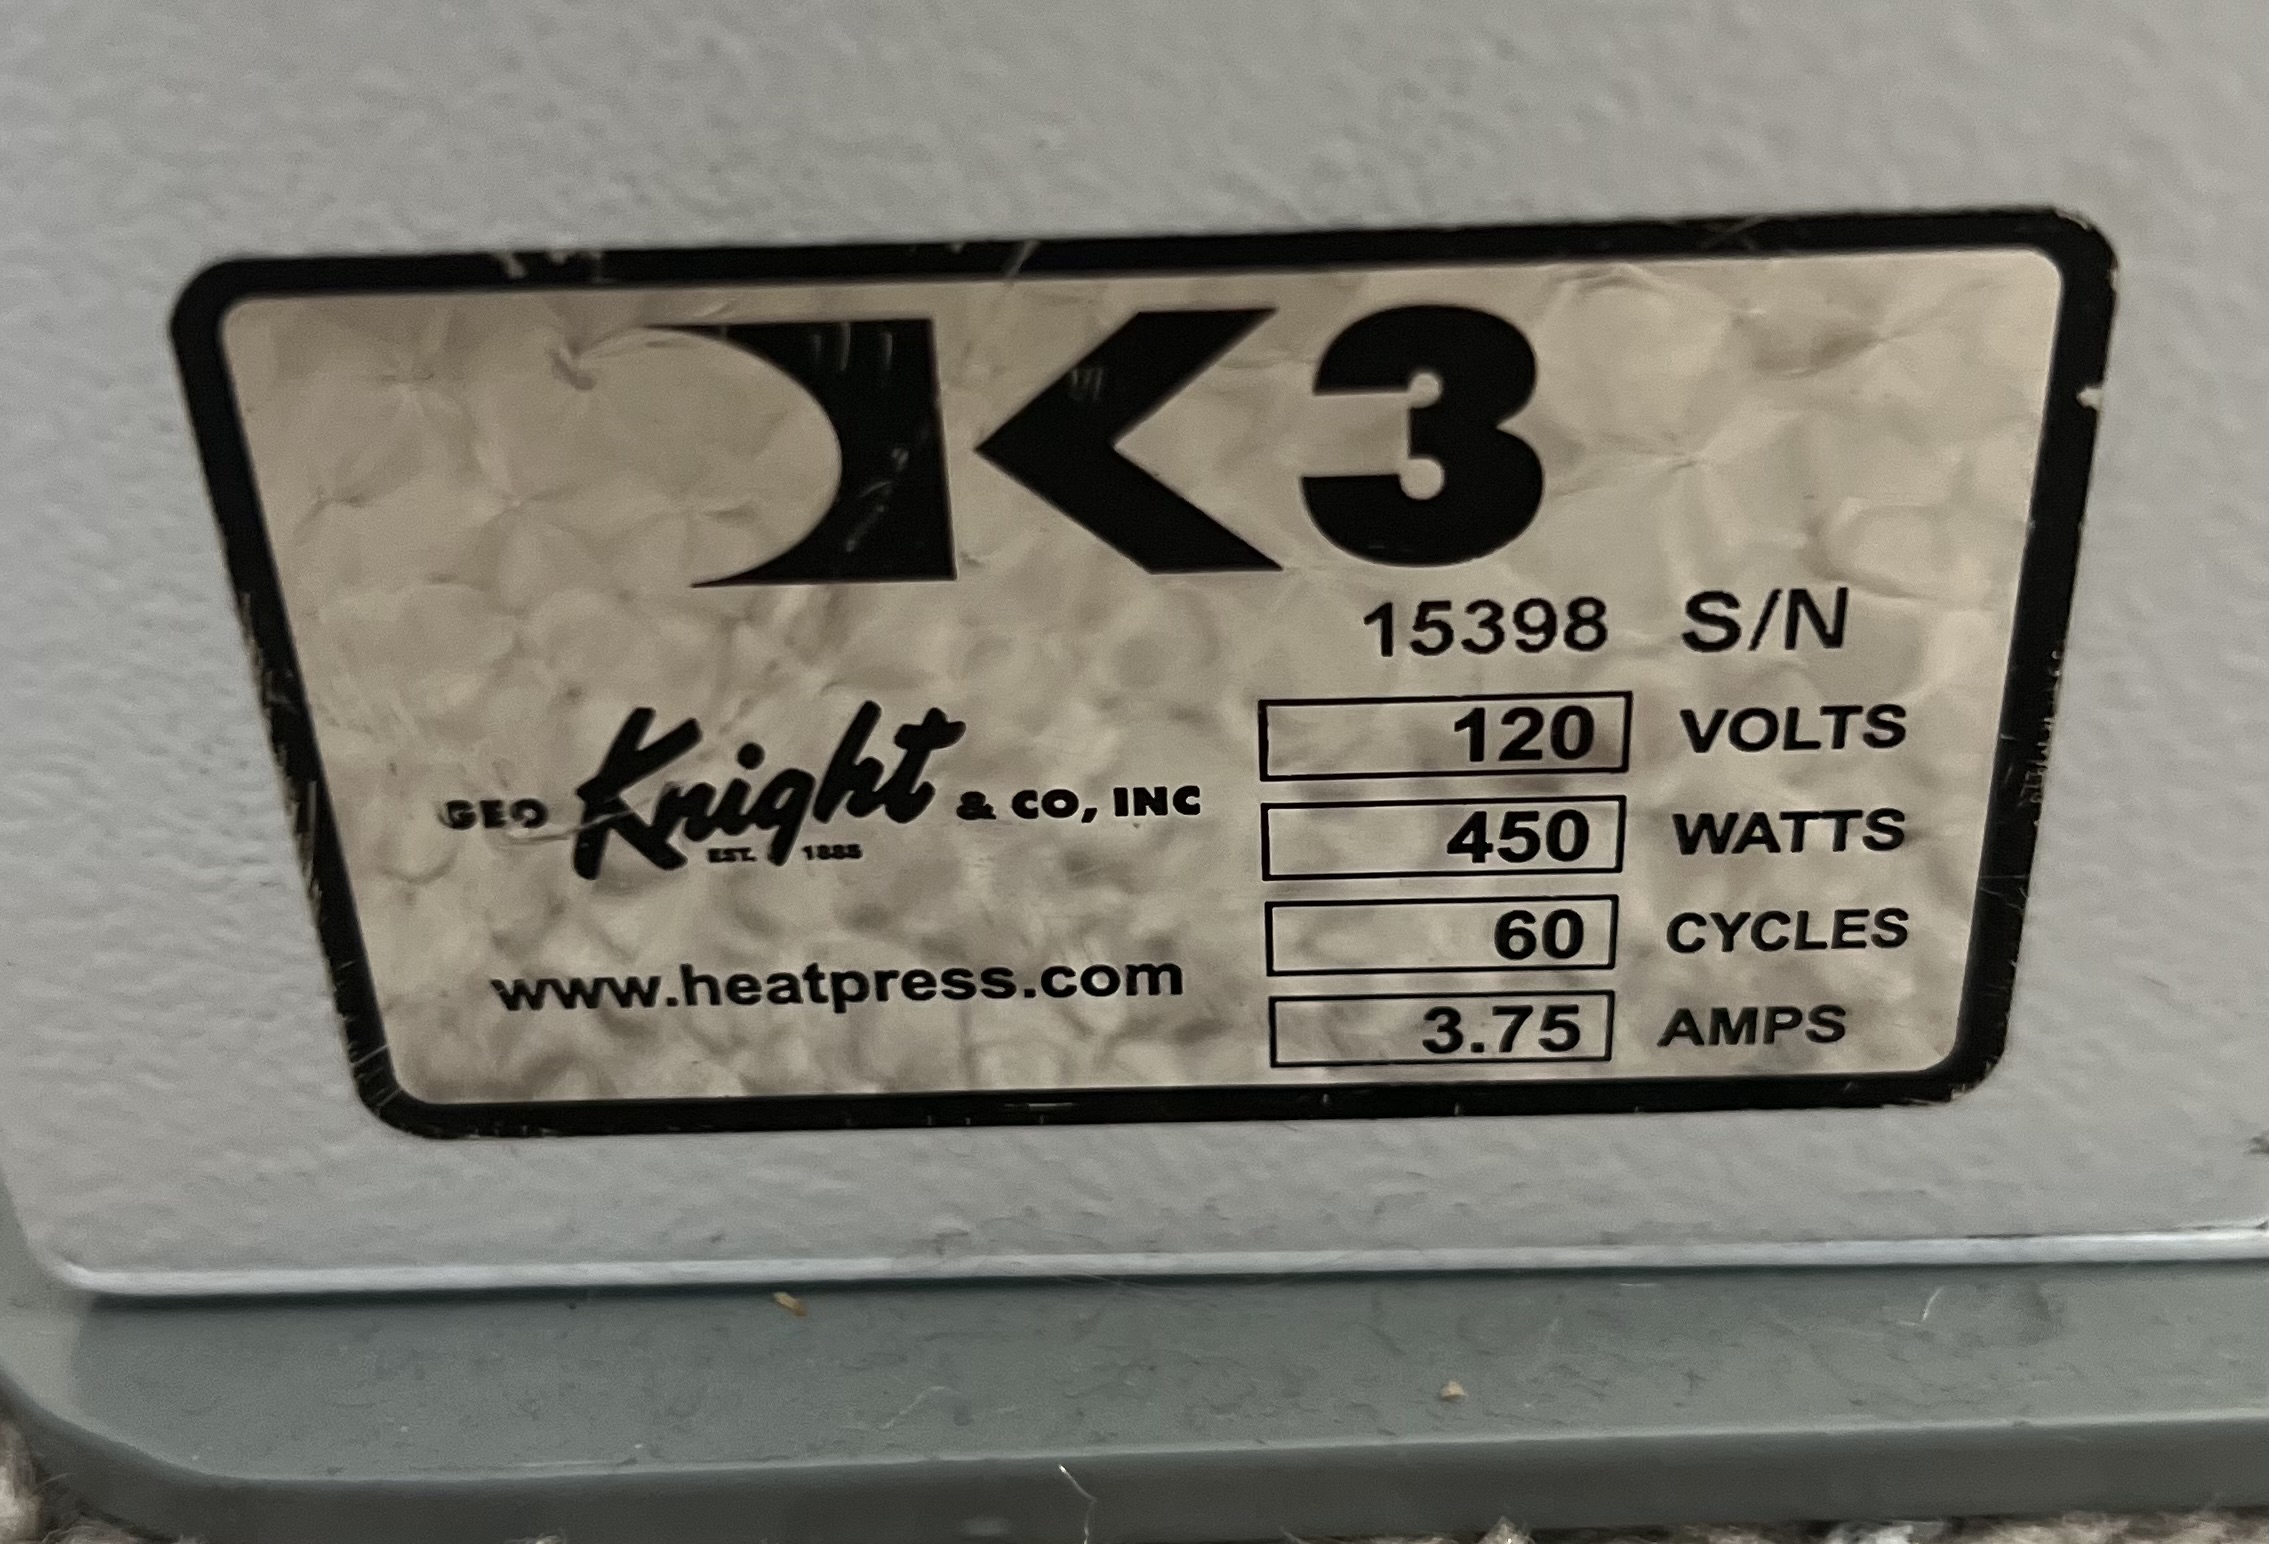 K3
15398 S/N
120 VOLTS
GEO Knight & CO, INC
EST. 1885
450 WATTS
60 CYCLES
www.heatpress.com
3.75 AMPS